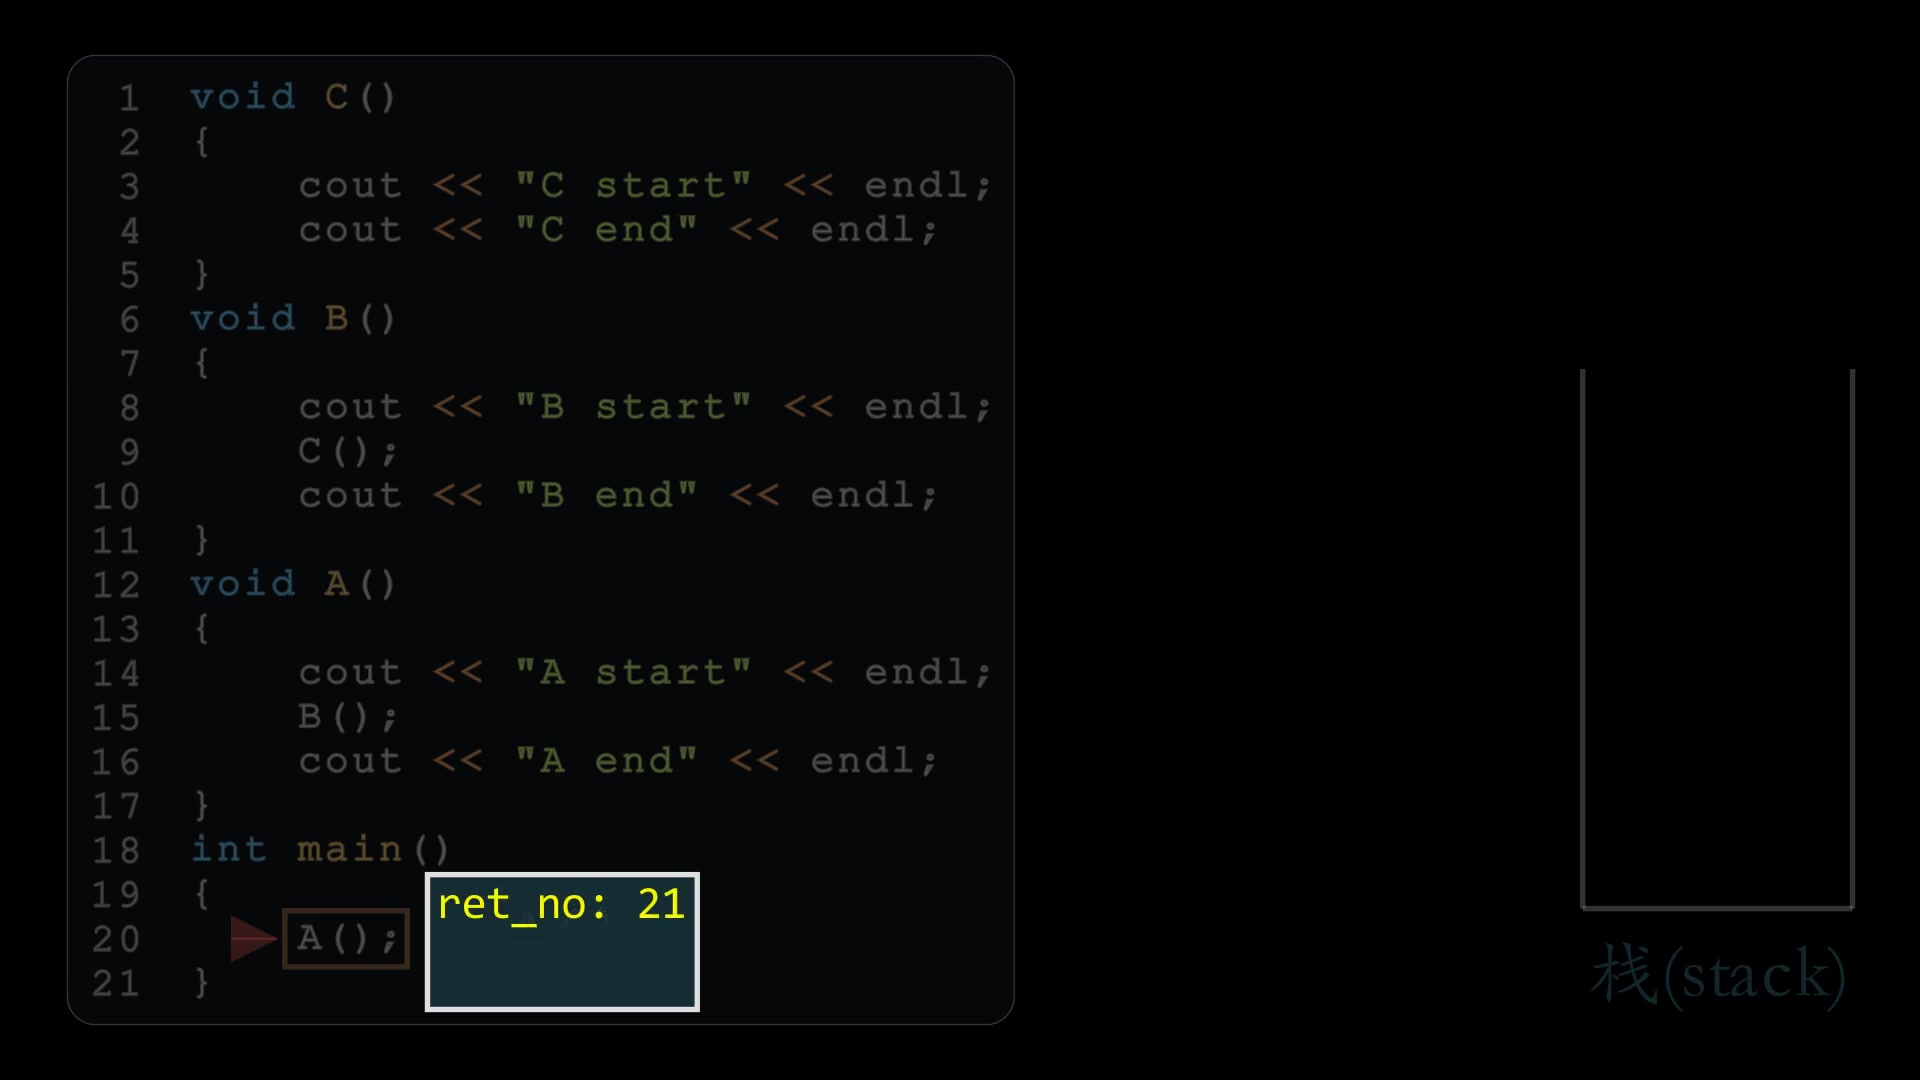 1 void C()
2 {
3     cout << "C start" << endl;
4     cout << "C end" << endl;
5 }
6 void B()
7 {
8     cout << "B start" << endl;
9     C();
10     cout << "B end" << endl;
11 }
12 void A()
13 {
14     cout << "A start" << endl;
15     B();
16     cout << "A end" << endl;
17 }
18 int main()
19 {
20     A();
21 }
ret_no: 21
栈(stack)